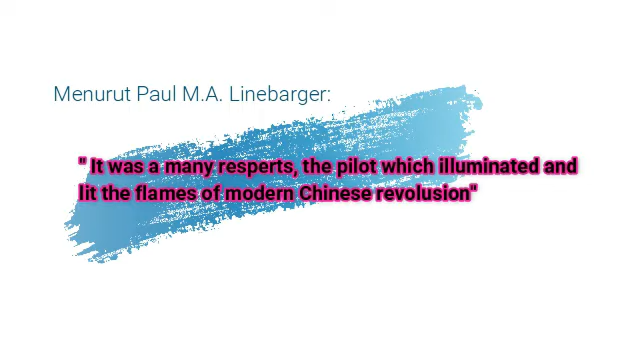 Menurut Paul M.A. Linebarger:
" It was a many resperts, the pilot which illuminated and
lit the flames of modern Chinese revolusion"